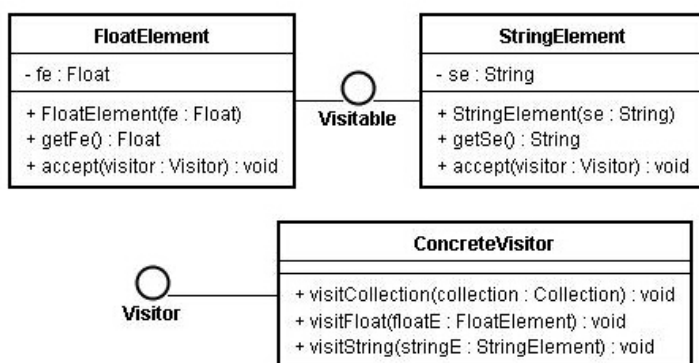 FloatElement
- fe : Float
+ FloatElement(fe : Float)
+ getFe() : Float
+ accept(visitor : Visitor) : void
Visitable
StringElement
- se : String
+ StringElement(se : String)
+ getSe() : String
+ accept(visitor : Visitor) : void
Visitor
ConcreteVisitor
+ visitCollection(collection : Collection) : void
+ visitFloat(floatE : FloatElement) : void
+ visitString(stringE : StringElement) : void